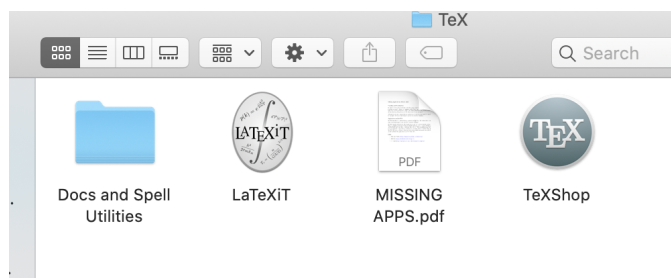 TeX
Search
LATEXiT
TEX
PDF
Docs and Spell
Utilities
LaTeXiT
MISSING
APPS.pdf
TeXShop